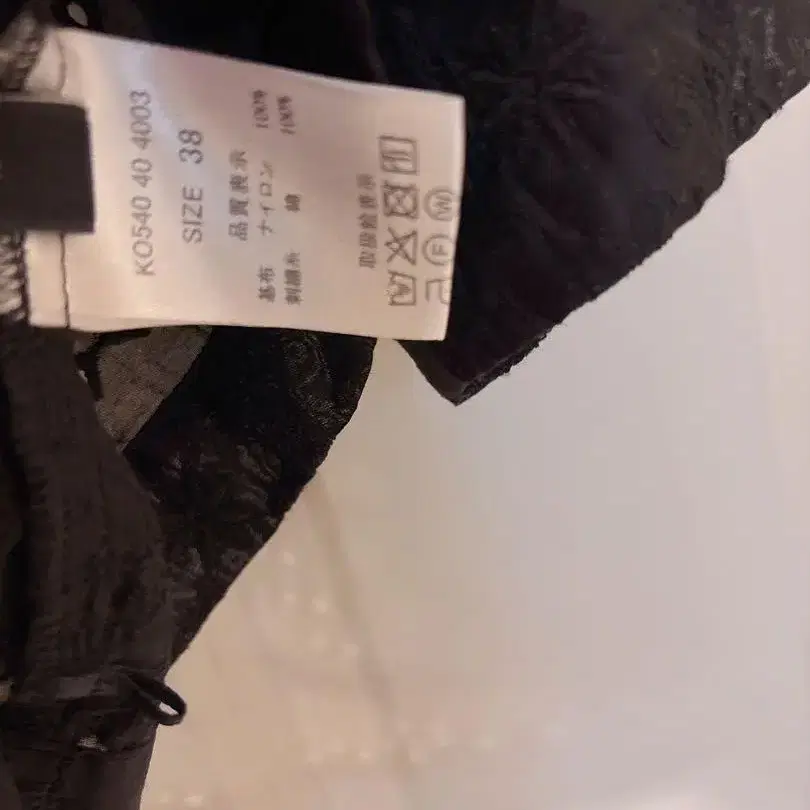 KO540 40 4003
SIZE 38
品質表示
基布 ナイロン 100%
刺繍糸 綿 100%
取扱絵表示
A
F W